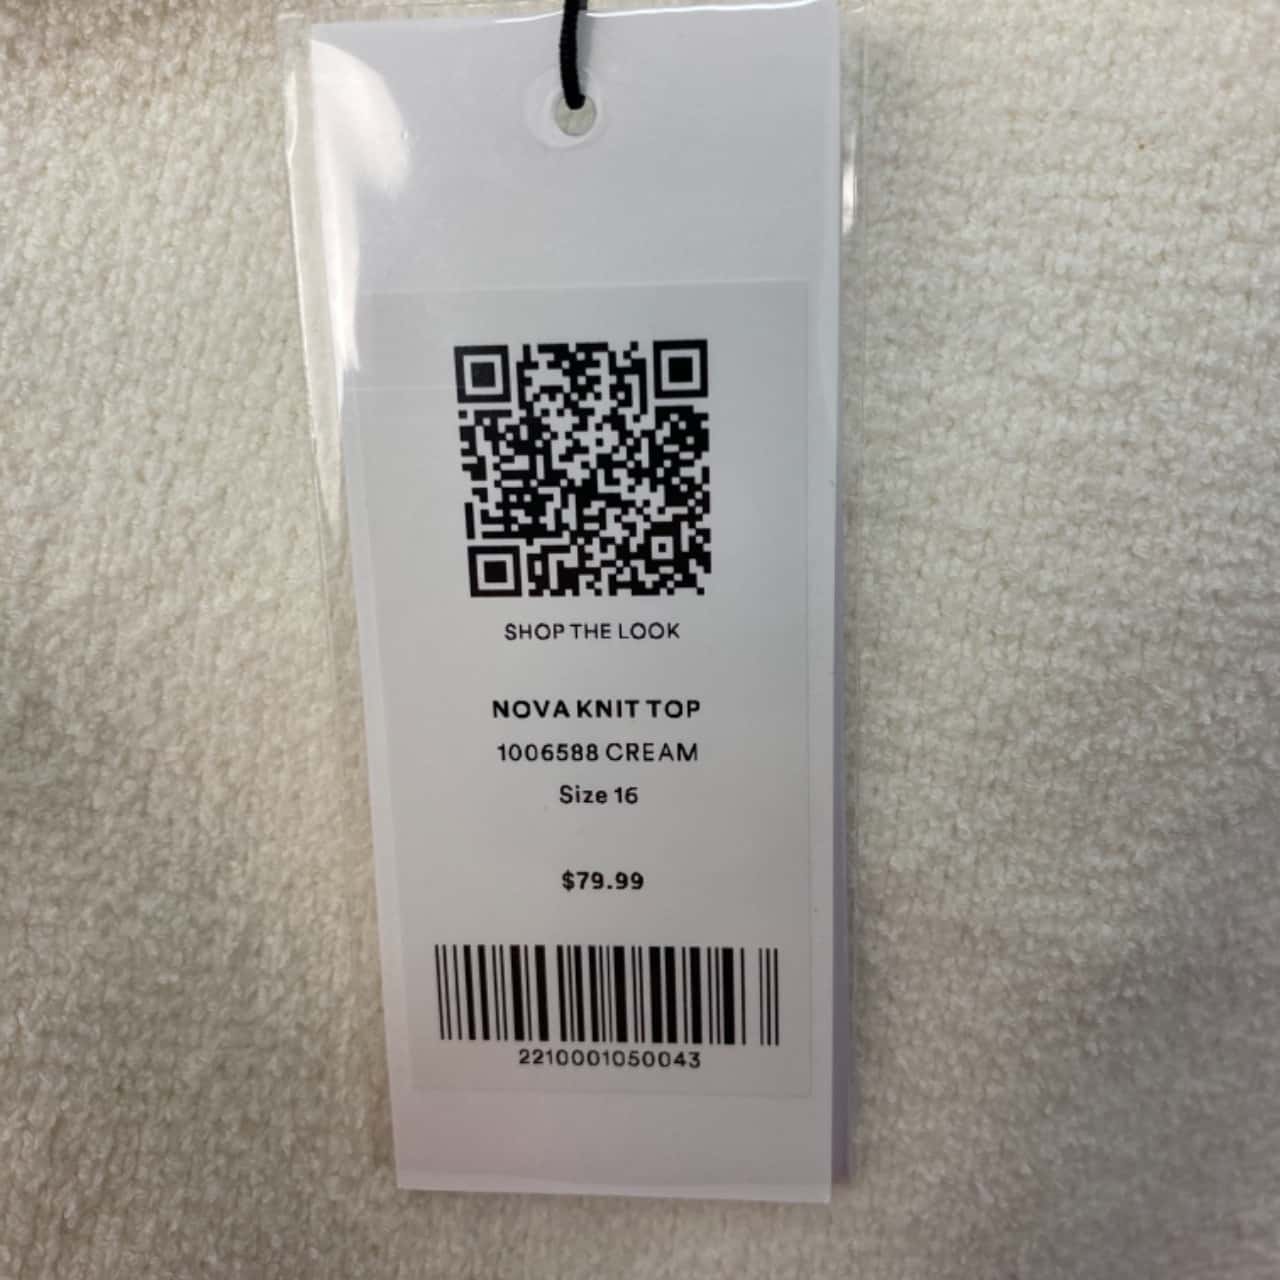 SHOP THE LOOK
NOVA KNIT TOP
1006588 CREAM
Size 16
$79.99
2210001050043